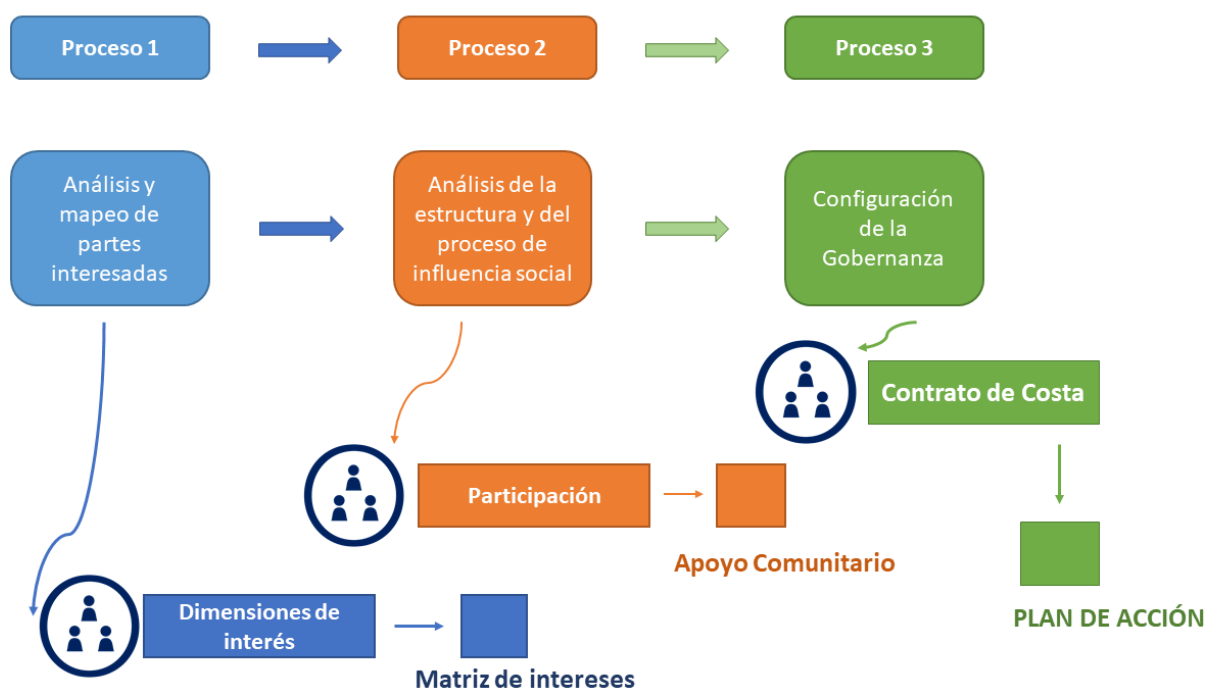 Proceso 1
Proceso 2
Proceso 3
Análisis y
mapeo de
partes
interesadas
Análisis de la
estructura y del
proceso de
influencia social
Configuración
de la
Gobernanza
Contrato de Costa
Participación
Apoyo Comunitario
PLAN DE ACCIÓN
Dimensiones de
interés
Matriz de intereses